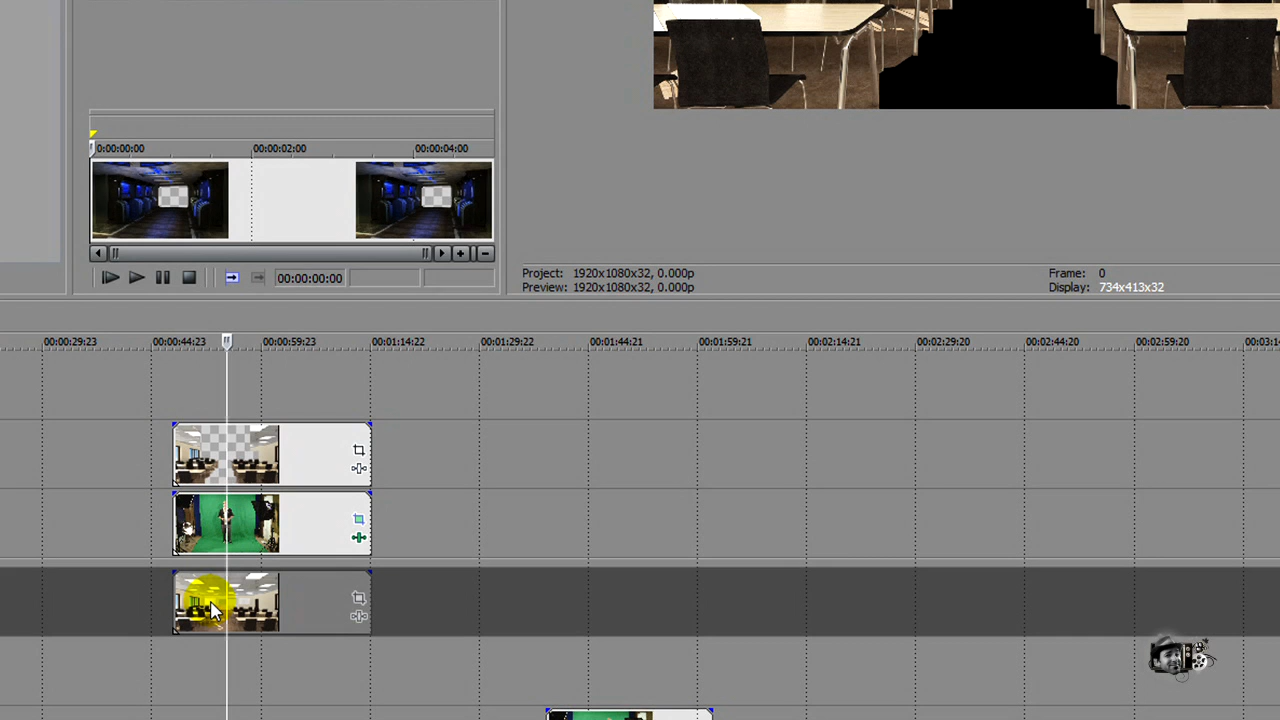 0:00:00:00 00:00:02:00 00:00:04:00
00:00:00:00
Project: 1920x1080x32, 0.000p
Preview: 1920x1080x32, 0.000p
Frame: 0
Display: 734x413x32
00:00:29:23 00:00:44:23 00:00:59:23 00:01:14:22 00:01:29:22 00:01:44:21 00:01:59:21 00:02:14:21 00:02:29:20 00:02:44:20 00:02:59:20 00:03:1